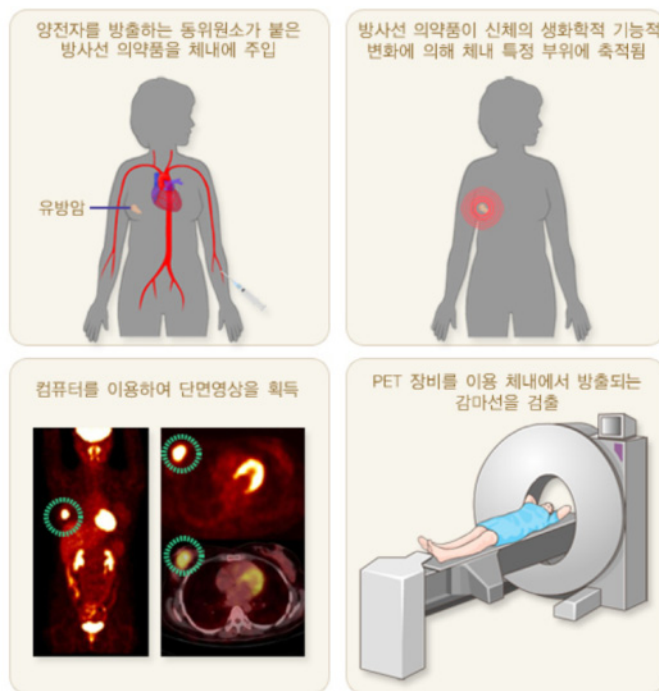 양전자를 방출하는 동위원소가 붙은
방사선 의약품을 체내에 주입
유방암
방사선 의약품이 신체의 생화학적 기능적
변화에 의해 체내 특정 부위에 축적됨
컴퓨터를 이용하여 단면영상을 획득
PET 장비를 이용 체내에서 방출되는
감마선을 검출